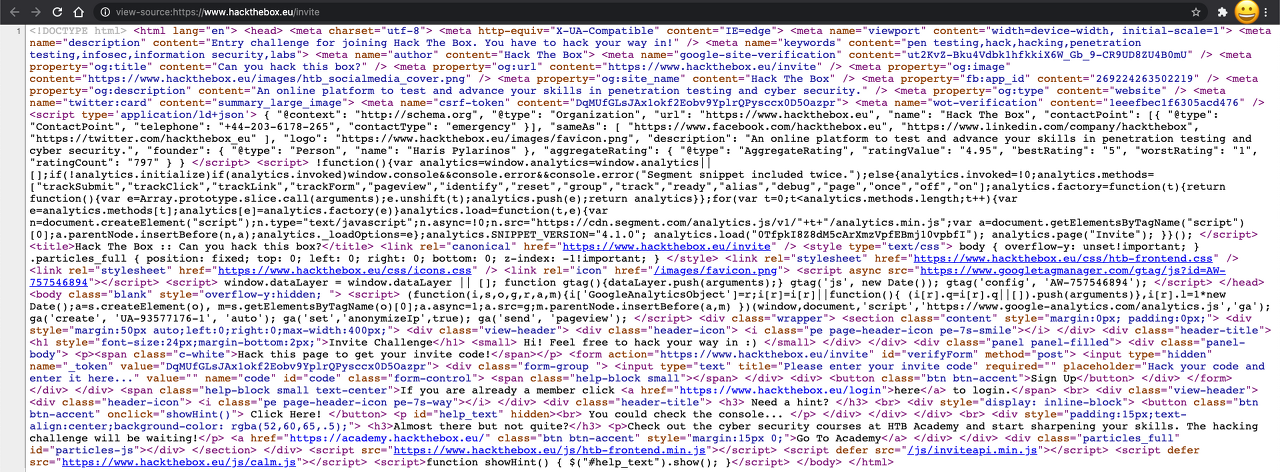 view-source:https://www.hackthebox.eu/invite
1 <!DOCTYPE html> <html lang="en"> <head> <meta charset="utf-8"> <meta http-equiv="X-UA-Compatible" content="IE=edge"> <meta name="viewport" content="width=device-width, initial-scale=1"> <meta
name="description" content="Entry challenge for joining Hack The Box. You have to hack your way in!" /> <meta name="keywords" content="pen testing,hack,hacking,penetration
testing,infosec,information security,labs"> <meta name="author" content="Hack The Box"> <meta name="google-site-verification" content="ut2KvZ-Bku4Vdbklhfkk1X6W_Gb_9-CR9UD8ZU4B0mU" /> <meta
property="og:title" content="Can you hack this box?" /> <meta property="og:url" content="https://www.hackthebox.eu/invite" /> <meta property="og:image"
content="https://www.hackthebox.eu/images/htb_socialmedia_cover.png" /> <meta property="og:site_name" content="Hack The Box" /> <meta property="fb:app_id" content="269224263502219" /> <meta
property="og:description" content="An online platform to test and advance your skills in penetration testing and cyber security." /> <meta property="og:type" content="website" /> <meta
name="twitter:card" content="summary_large_image"> <meta name="csrf-token" content="DqMUfGLsJAxlokf2Eobv9YplrQPysccx0D5Oazpr"> <meta name="wot-verification" content="1eeefbec1f6305acd476" />
<script type='application/ld+json'> { "@context": "http://schema.org", "@type": "Organization", "url": "https://www.hackthebox.eu", "name": "Hack The Box", "contactPoint": [{ "@type":
"ContactPoint", "telephone": "+44-203-6178-265", "contactType": "emergency" }], "sameAs": [ "https://www.facebook.com/hackthebox", "https://www.linkedin.com/company/hackthebox",
"https://twitter.com/hackthebox_eu" ], "logo": "https://www.hackthebox.eu/images/favicon.png", "description": "An online platform to test and advance your skills in penetration testing and
cyber security.", "founder": { "@type": "Person", "name": "Haris Pylarinos" }, "aggregateRating": { "@type": "AggregateRating", "ratingValue": "4.95", "bestRating": "5", "worstRating": "1",
"ratingCount": "797" } } </script> <script> !function(){var analytics=window.analytics=window.analytics||
[];if(!analytics.initialize)if(analytics.invoked)window.console&&console.error&&console.error("Segment snippet included twice.");else{analytics.invoked=!0;analytics.methods=
["trackSubmit","trackClick","trackLink","trackForm","pageview","identify","reset","group","track","ready","alias","debug","page","once","off","on"];analytics.factory=function(t){return
function(){var e=Array.prototype.slice.call(arguments);e.unshift(t);analytics.push(e);return analytics}};for(var t=0;t<analytics.methods.length;t++){var
e=analytics.methods[t];analytics[e]=analytics.factory(e)}analytics.load=function(t,e){var
n=document.createElement("script");n.type="text/javascript";n.async=!0;n.src="https://cdn.segment.com/analytics.js/v1/"+t+"/analytics.min.js";var a=document.getElementsByTagName("script")
[0];a.parentNode.insertBefore(n,a);analytics._loadOptions=e};analytics.SNIPPET_VERSION="4.1.0"; analytics.load("0TfpkI8Z8dM5cArXmzVpfEBmjl0vpbfI"); analytics.page("Invite"); }}(); </script>
<title>Hack The Box :: Can you hack this box?</title> <link rel="canonical" href="https://www.hackthebox.eu/invite" /> <style type="text/css"> body { overflow-y: unset!important; }
.particles_full { position: fixed; top: 0; left: 0; right: 0; bottom: 0; z-index: -1!important; } </style> <link rel="stylesheet" href="https://www.hackthebox.eu/css/htb-frontend.css">
<link rel="stylesheet" href="https://www.hackthebox.eu/css/icons.css" /> <link rel="icon" href="/images/favicon.png"> <script async src="https://www.googletagmanager.com/gtag/js?id=AW-
757546894"></script> <script> window.dataLayer = window.dataLayer || []; function gtag(){dataLayer.push(arguments);} gtag('js', new Date()); gtag('config', 'AW-757546894'); </script> </head>
<body class="blank" style="overflow-y:hidden; "> <script> (function(i,s,o,g,r,a,m){i['GoogleAnalyticsObject']=r;i[r]=i[r]||function(){ (i[r].q=i[r].q||[]).push(arguments)},i[r].l=1*new
Date();a=s.createElement(o), m=s.getElementsByTagName(o)[0];a.async=1;a.src=g;m.parentNode.insertBefore(a,m) })(window,document,'script','https://www.google-analytics.com/analytics.js','ga');
ga('create','UA-93577176-1', 'auto'); ga('set','anonymizeIp',true); ga('send', 'pageview'); </script> <div class="wrapper"> <section class="content" style="margin:0px; padding:0px;"> <div
style="margin:50px auto;left:0;right:0;max-width:400px;"> <div class="view-header"> <div class="header-icon"> <i class="pe page-header-icon pe-7s-smile"></i> </div> <div class="header-title">
<h1 style="font-size:24px;margin-bottom:2px;">Invite Challenge</h1> <small> Hi! Feel free to hack your way in :) </small> </div> </div> <div class="panel panel-filled"> <div class="panel-
body"> <p><span class="c-white">Hack this page to get your invite code!</span></p> <form action="https://www.hackthebox.eu/invite" id="verifyForm" method="post"> <input type="hidden"
name="_token" value="DqMUfGLsJAxlokf2Eobv9YplrQPysccx0D5Oazpr"> <div class="form-group "> <input type="text" title="Please enter your invite code" required="" placeholder="Hack your code and
enter it here..." value="" name="code" id="code" class="form-control"> <span class="help-block small"></span> </div> <div> <button class="btn btn-accent">Sign Up</button> </div> </form>
</div> </div> <span class="help-block small text-center">If you are already a member click <a href="https://www.hackthebox.eu/login">here</a> to login.</span> <br> <div class="view-header">
<div class="header-icon"> <i class="pe page-header-icon pe-7s-way"></i> </div> <div class="header-title"> <h3> Need a hint? </h3> <br> <div style="display: inline-block"> <button class="btn
btn-accent" onclick="showHint()"> Click Here! </button> <p id="help_text" hidden><br> You could check the console... </p> </div> </div> </div> <br> <div style="padding:15px;text-
align:center;background-color: rgba(52,60,65,.5);"> <h3>Almost there but not quite?</h3> <p>Check out the cyber security courses at HTB Academy and start sharpening your skills. The hacking
challenge will be waiting!</p> <a href="https://academy.hackthebox.eu/" class="btn btn-accent" style="margin:15px 0;">Go To Academy</a> </div> </div> <div class="particles_full"
id="particles-js"></div> </section> </div> <script src="https://www.hackthebox.eu/js/htb-frontend.min.js"></script> <script defer src="/js/inviteapi.min.js"></script> <script defer
src="https://www.hackthebox.eu/js/calm.js"></script> <script>function showHint() { $("#help_text").show(); }</script> </body> </html>